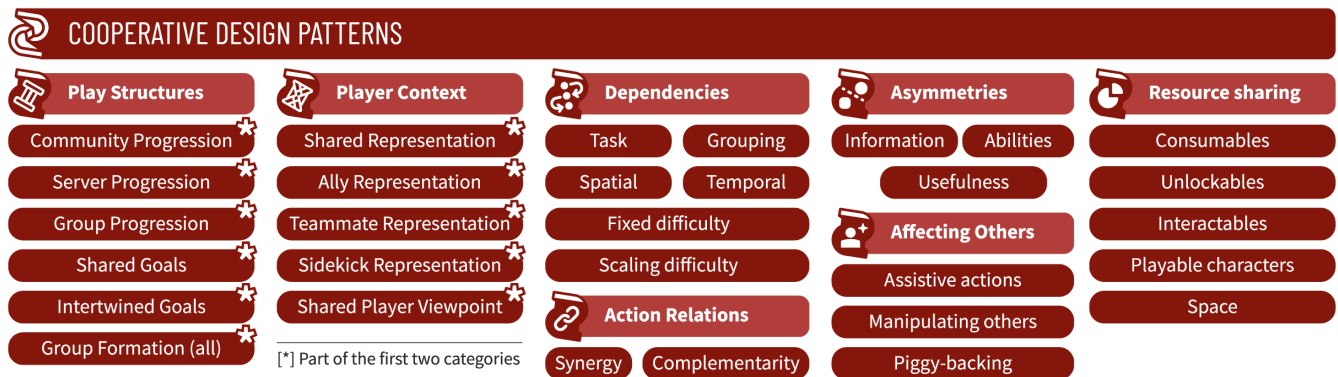 COOPERATIVE DESIGN PATTERNS
Play Structures
Community Progression *
Server Progression *
Group Progression *
Shared Goals *
Intertwined Goals *
Group Formation (all) *
Player Context
Shared Representation *
Ally Representation *
Teammate Representation *
Sidekick Representation *
Shared Player Viewpoint *
[*] Part of the first two categories
Dependencies
Task Grouping
Spatial Temporal
Fixed difficulty
Scaling difficulty
Action Relations
Synergy Complementarity
Asymmetries
Information Abilities
Usefulness
Affecting Others
Assistive actions
Manipulating others
Piggy-backing
Resource sharing
Consumables
Unlockables
Interactables
Playable characters
Space